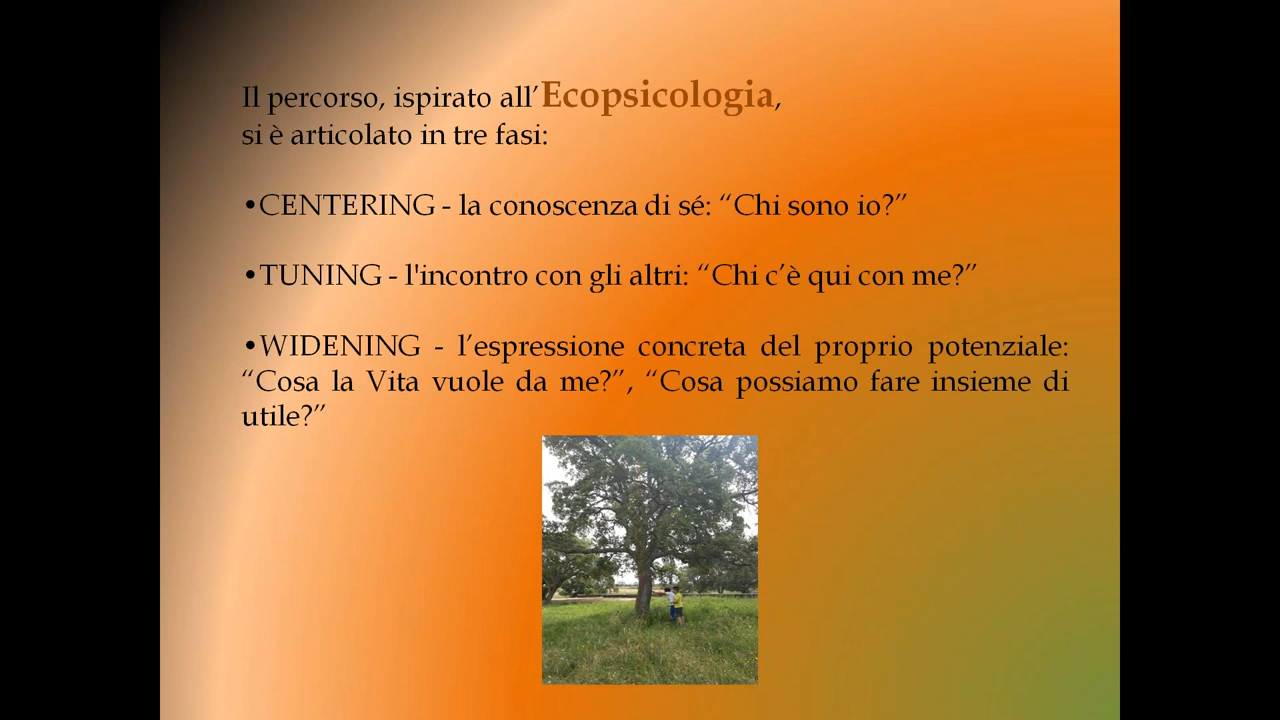 Il percorso, ispirato all’Ecopsicologia,
si è articolato in tre fasi:
•CENTERING - la conoscenza di sé: “Chi sono io?”
•TUNING - l'incontro con gli altri: “Chi c’è qui con me?”
•WIDENING - l’espressione concreta del proprio potenziale:
“Cosa la Vita vuole da me?”, “Cosa possiamo fare insieme di
utile?”